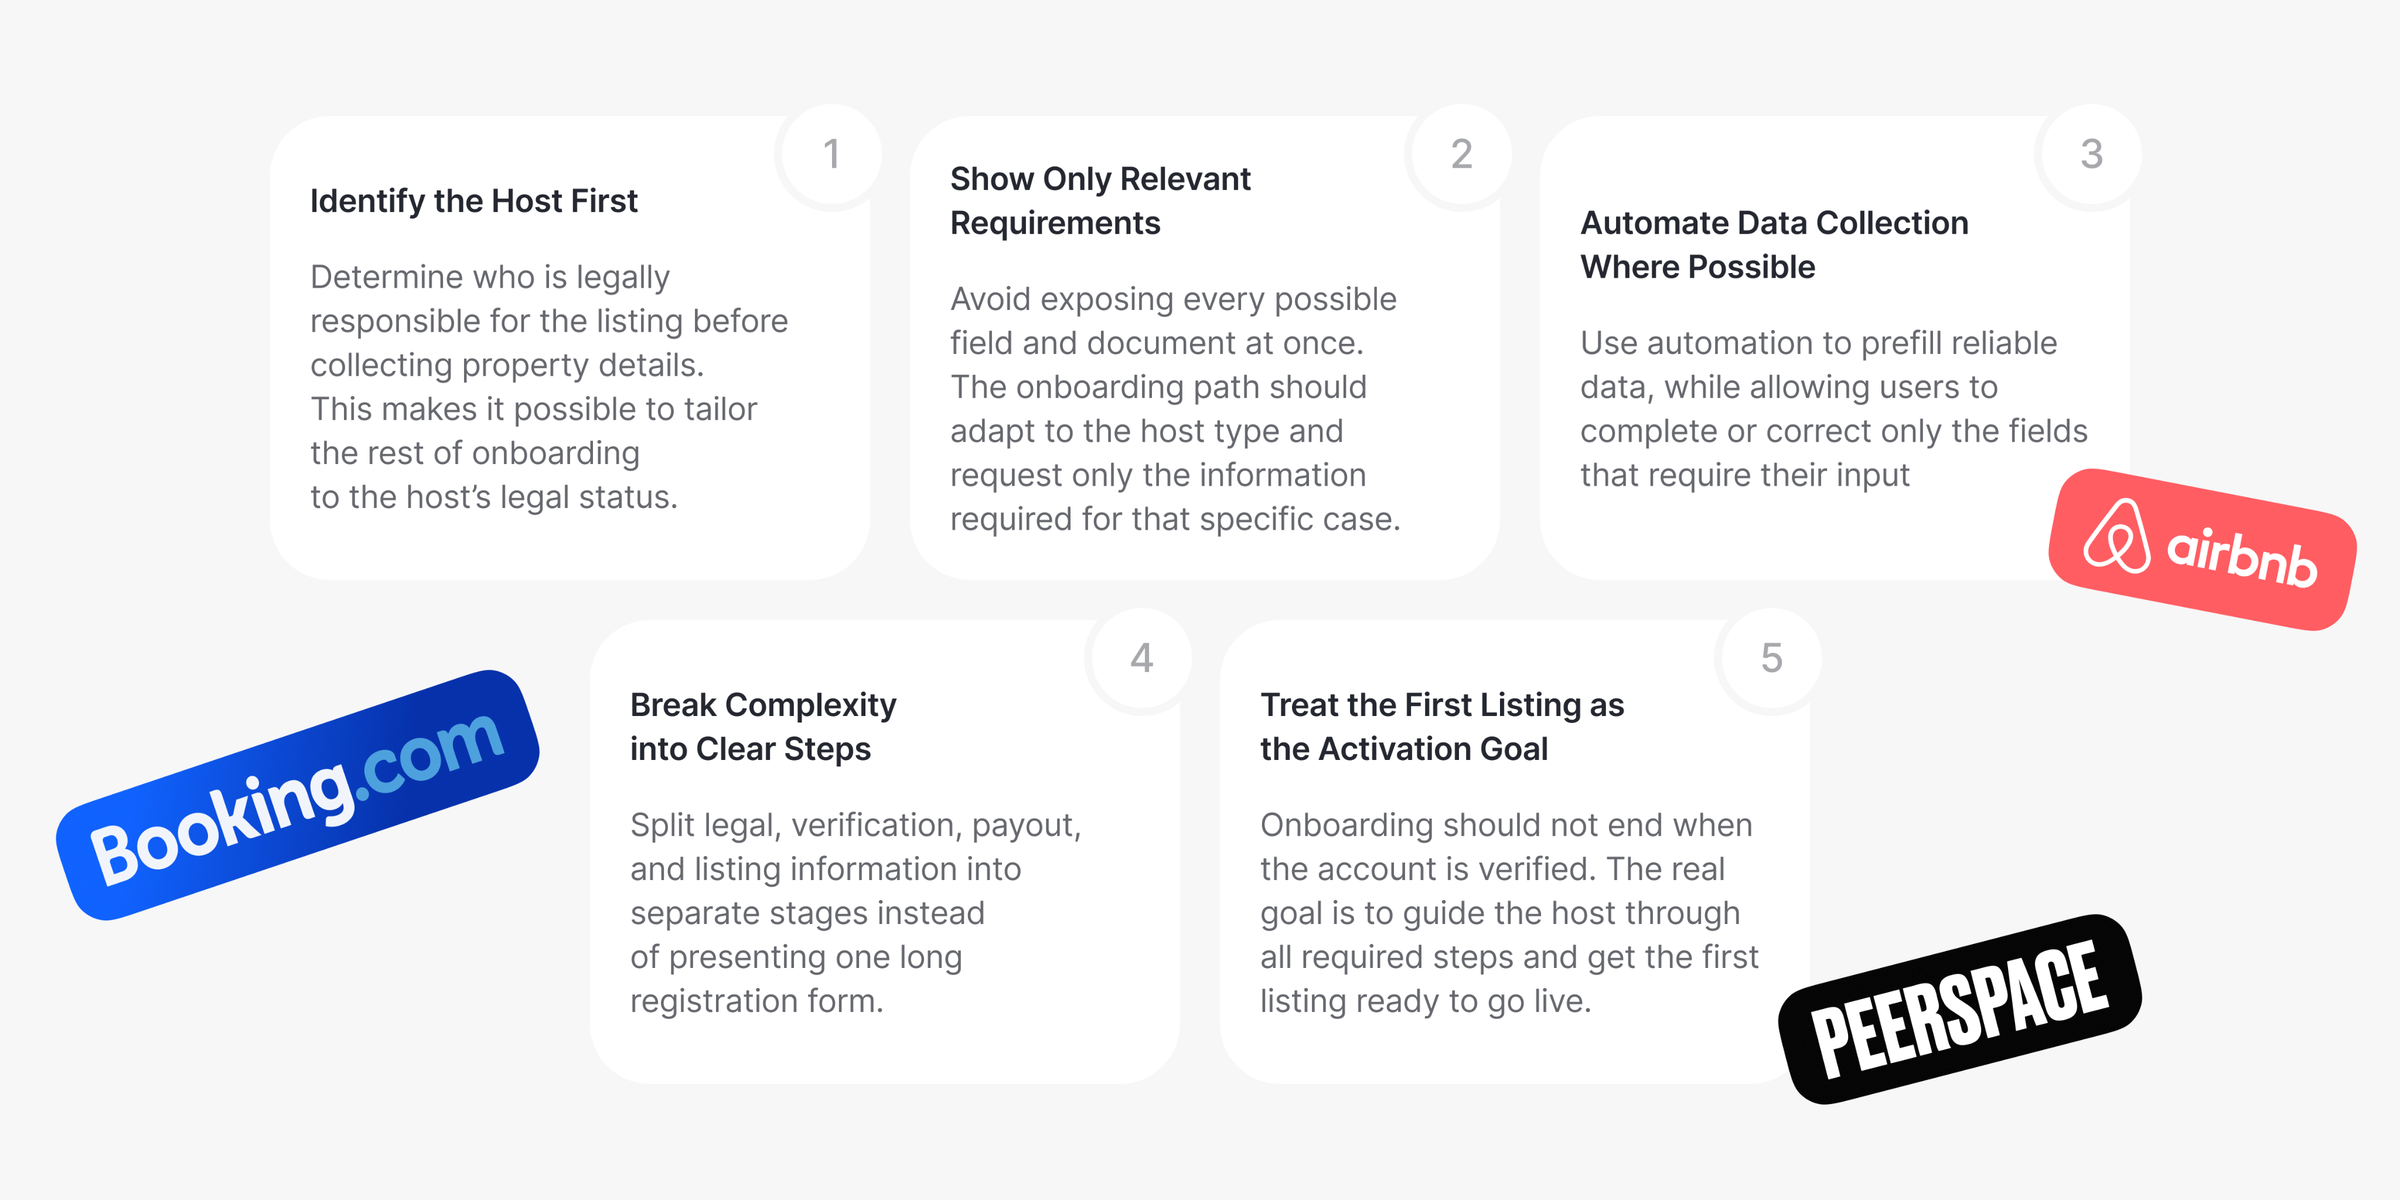 1
Identify the Host First
Determine who is legally
responsible for the listing before
collecting property details.
This makes it possible to tailor
the rest of onboarding
to the host’s legal status.
2
Show Only Relevant
Requirements
Avoid exposing every possible
field and document at once.
The onboarding path should
adapt to the host type and
request only the information
required for that specific case.
3
Automate Data Collection
Where Possible
Use automation to prefill reliable
data, while allowing users to
complete or correct only the fields
that require their input
airbnb
Booking.com
4
Break Complexity
into Clear Steps
Split legal, verification, payout,
and listing information into
separate stages instead
of presenting one long
registration form.
5
Treat the First Listing as
the Activation Goal
Onboarding should not end when
the account is verified. The real
goal is to guide the host through
all required steps and get the first
listing ready to go live.
PEERSPACE